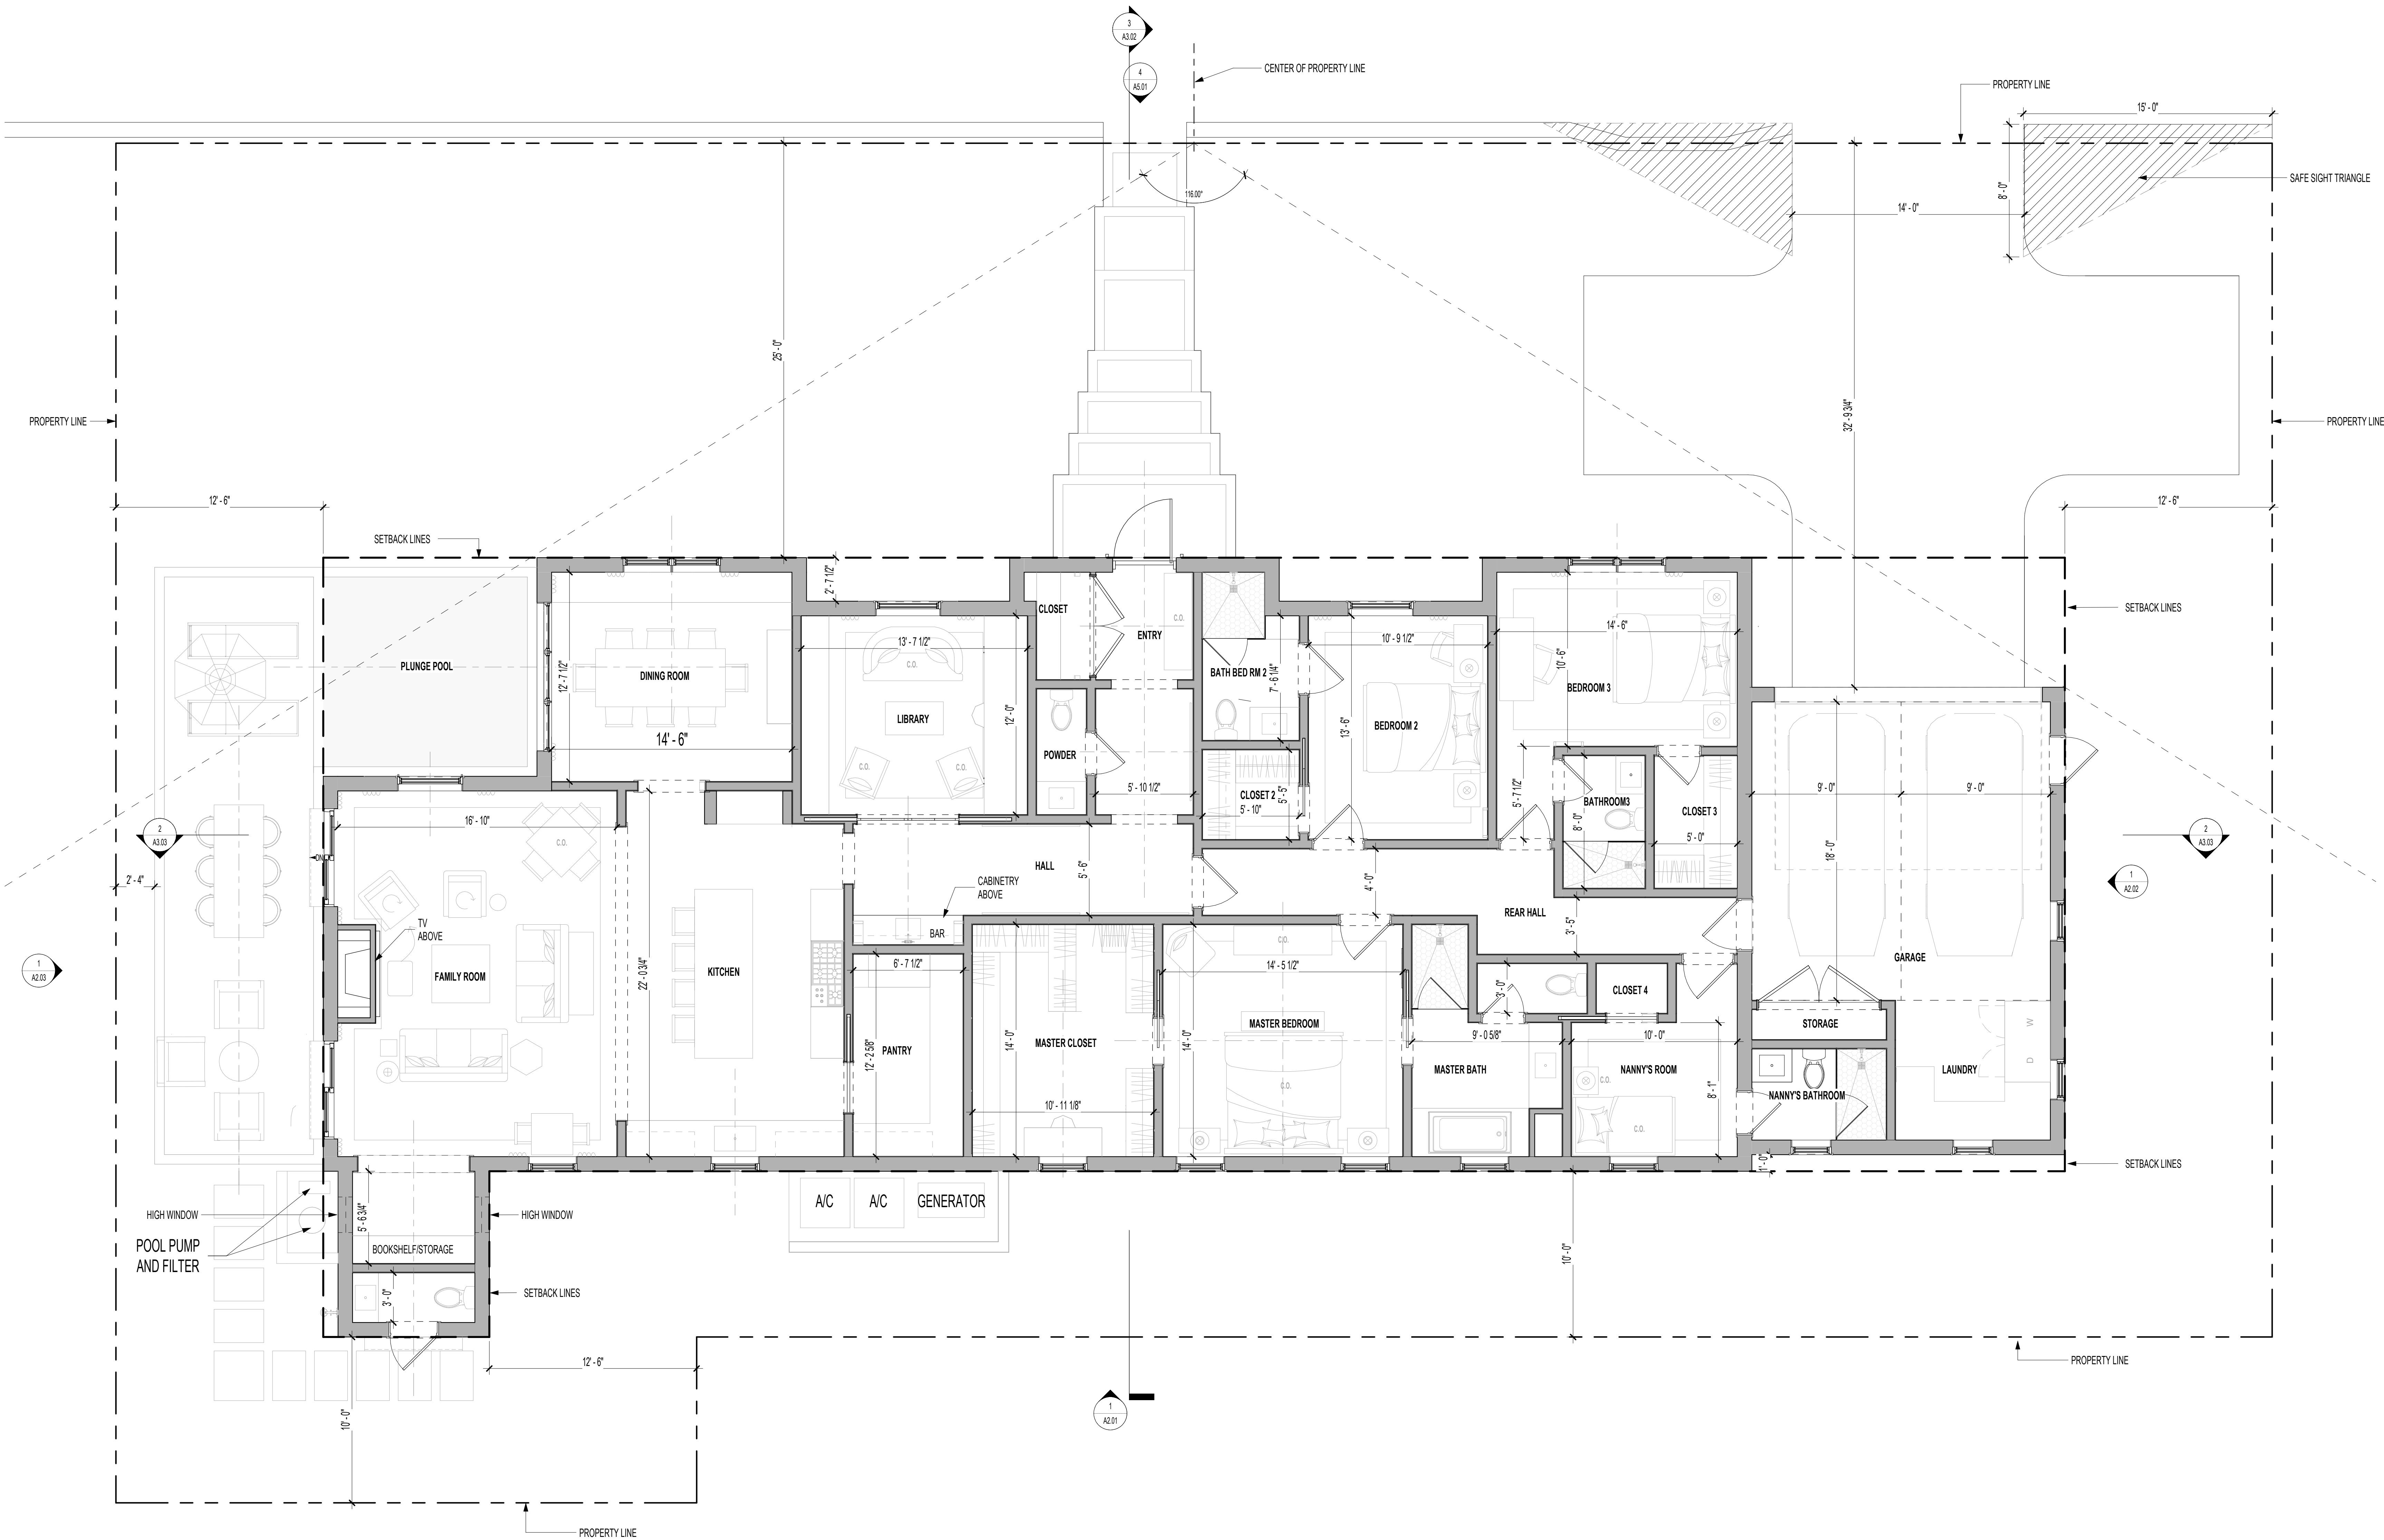 3
A3.02
4
A5.01
CENTER OF PROPERTY LINE
PROPERTY LINE
15' - 0"
116.00°
8' - 0"
SAFE SIGHT TRIANGLE
14' - 0"
25' - 0"
32' - 9 3/4"
PROPERTY LINE
PROPERTY LINE
12' - 6"
12' - 6"
SETBACK LINES
2' - 7 1/2"
SETBACK LINES
CLOSET
C.O.
ENTRY
14' - 6"
13' - 7 1/2"
10' - 9 1/2"
C.O.
PLUNGE POOL
12' - 7 1/2"
DINING ROOM
BATH BED RM 2
7' - 6 1/4"
10' - 6"
BEDROOM 3
LIBRARY
12' - 0"
BEDROOM 2
13' - 6"
14' - 6"
POWDER
C.O.
C.O.
5' - 10 1/2"
CLOSET 2
5' - 5"
5' - 10"
5' - 7 1/2"
BATHROOM3
8' - 0"
CLOSET 3
5' - 0"
9' - 0"
9' - 0"
18' - 0"
16' - 10"
C.O.
2
A3.03
2
A3.03
DN
HALL
5' - 6"
4' - 0"
2' - 4"
CABINETRY
ABOVE
1
A2.02
TV
ABOVE
BAR
REAR HALL
3' - 5"
C.O.
GARAGE
1
A2.03
FAMILY ROOM
22' - 0 3/4"
KITCHEN
6' - 7 1/2"
14' - 5 1/2"
3' - 0"
CLOSET 4
MASTER BEDROOM
STORAGE
W
D
PANTRY
12' - 2 5/8"
MASTER CLOSET
14' - 0"
14' - 0"
9' - 0 5/8"
10' - 0"
MASTER BATH
NANNY'S ROOM
LAUNDRY
C.O.
C.O.
8' - 1"
NANNY'S BATHROOM
10' - 11 1/8"
C.O.
1' - 0"
SETBACK LINES
A/C
A/C
GENERATOR
HIGH WINDOW
5' - 6 3/4"
HIGH WINDOW
POOL PUMP
AND FILTER
BOOKSHELF/STORAGE
10' - 0"
3' - 0"
SETBACK LINES
12' - 6"
PROPERTY LINE
10' - 0"
1
A2.01
PROPERTY LINE